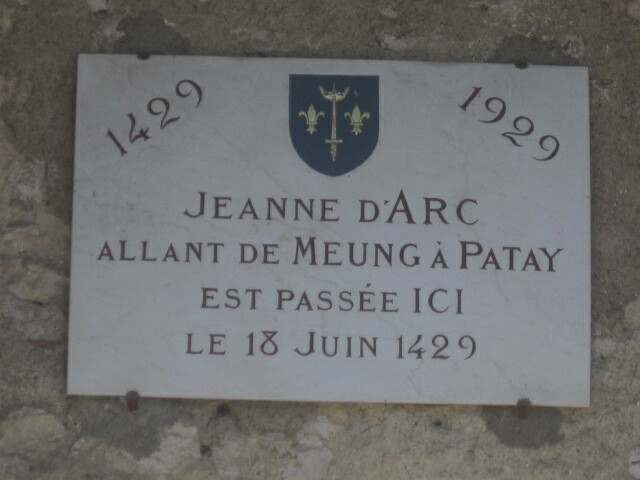 1429 1929
JEANNE D'ARC
ALLANT DE MEUNG À PATAY
EST PASSÉE ICI
LE 18 JUIN 1429